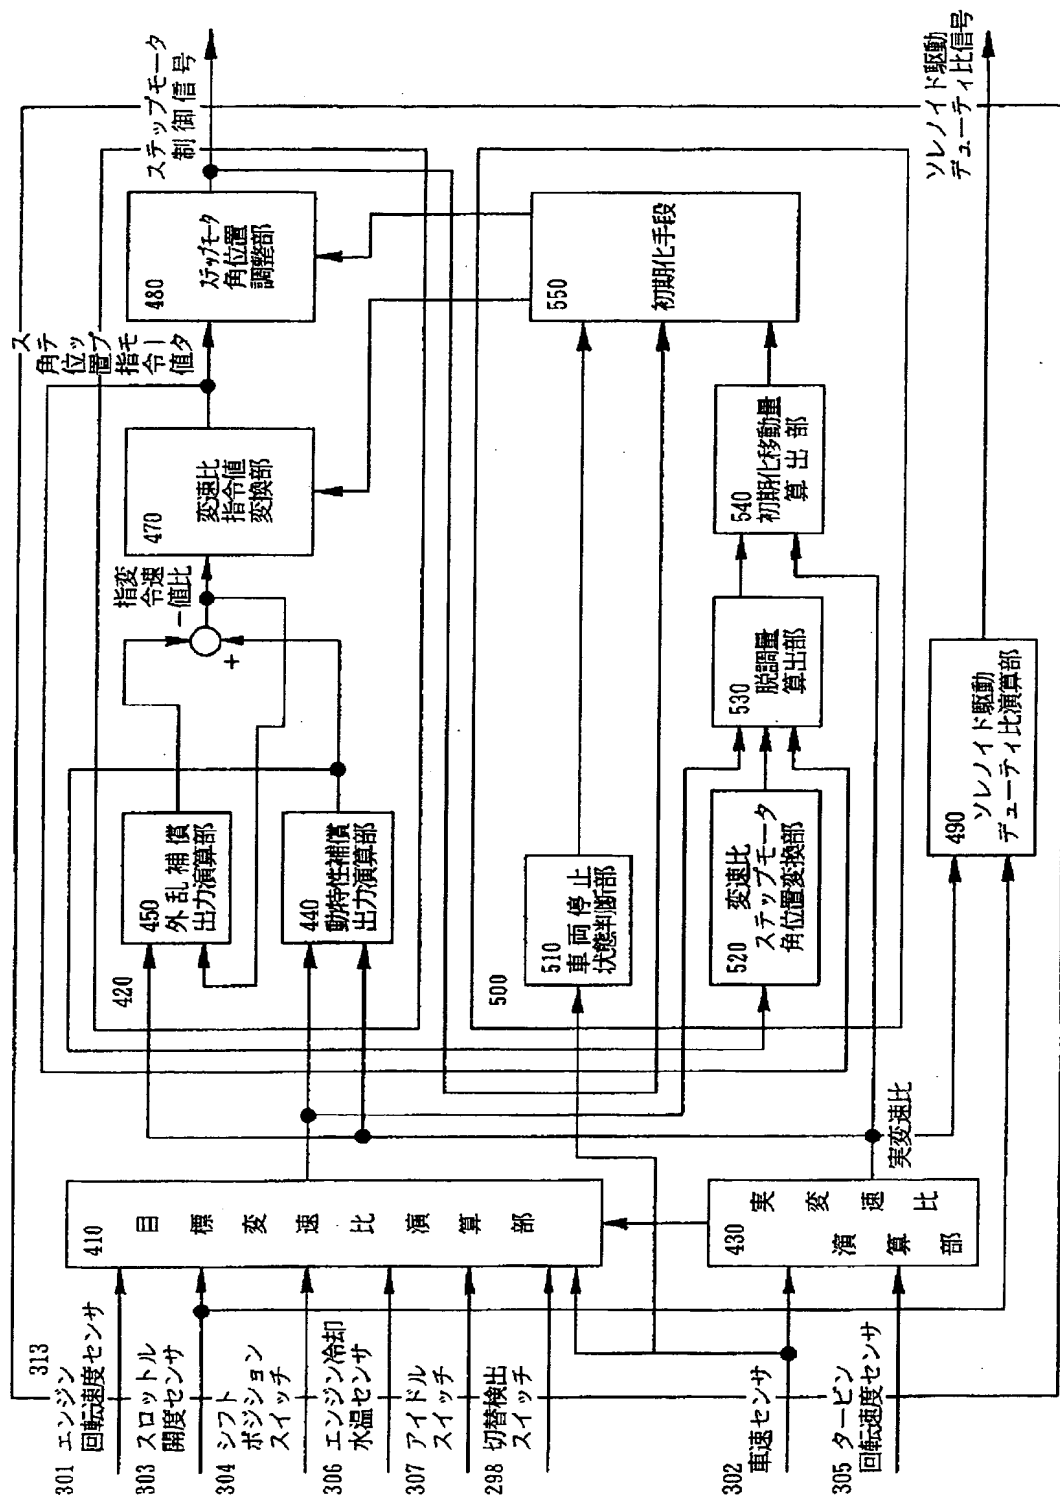 313
301 エンジン
回転速度センサ
303 スロットル
開度センサ
304 シフト
ポジション
スイッチ
306 エンジン冷却
水温センサ
307 アイドル
スイッチ
298 切替検出
スイッチ
302
車速センサ
305 タービン
回転速度センサ
410
目標変速比演算部
430
実変速比
演算部
実変速比
420
450
外乱補償
出力演算部
440
動特性補償
出力演算部
変速比
指令値
−
+
470
変速比
指令値
変換部
ステップモータ
角位置指令値
480
ステップモータ
角位置
調整部
ステップモータ
制御信号
500
510
車両停止
状態判断部
520
変速比
ステップモータ
角位置変換部
530
脱調量
算出部
540
初期化移動量
算出部
550
初期化手段
490
ソレノイド駆動
デューティ比演算部
ソレノイド駆動
デューティ比信号